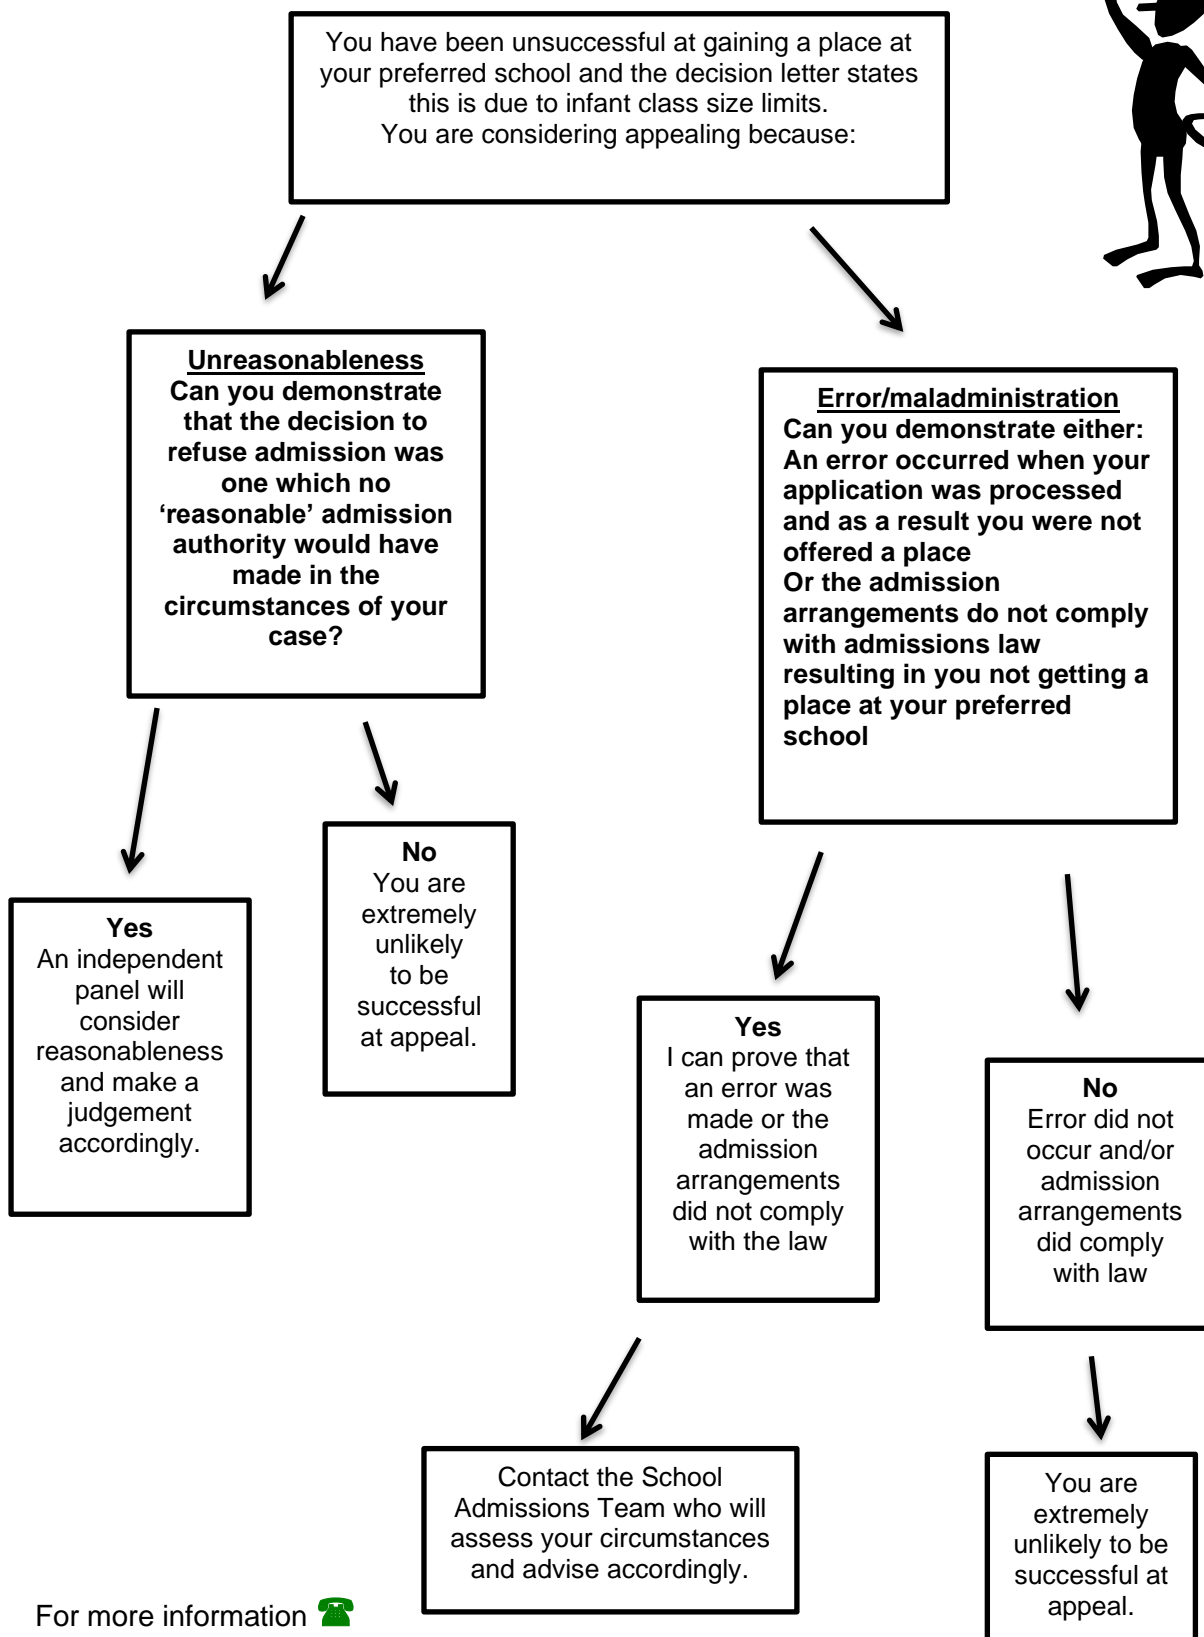 You have been unsuccessful at gaining a place at
your preferred school and the decision letter states
this is due to infant class size limits.
You are considering appealing because:
Unreasonableness
Can you demonstrate
that the decision to
refuse admission was
one which no
‘reasonable’ admission
authority would have
made in the
circumstances of your
case?
Error/maladministration
Can you demonstrate either:
An error occurred when your
application was processed
and as a result you were not
offered a place
Or the admission
arrangements do not comply
with admissions law
resulting in you not getting a
place at your preferred
school
Yes
An independent
panel will
consider
reasonableness
and make a
judgement
accordingly.
No
You are
extremely
unlikely
to be
successful
at appeal.
Yes
I can prove that
an error was
made or the
admission
arrangements
did not comply
with the law
No
Error did not
occur and/or
admission
arrangements
did comply
with law
Contact the School
Admissions Team who will
assess your circumstances
and advise accordingly.
You are
extremely
unlikely to be
successful at
appeal.
For more information